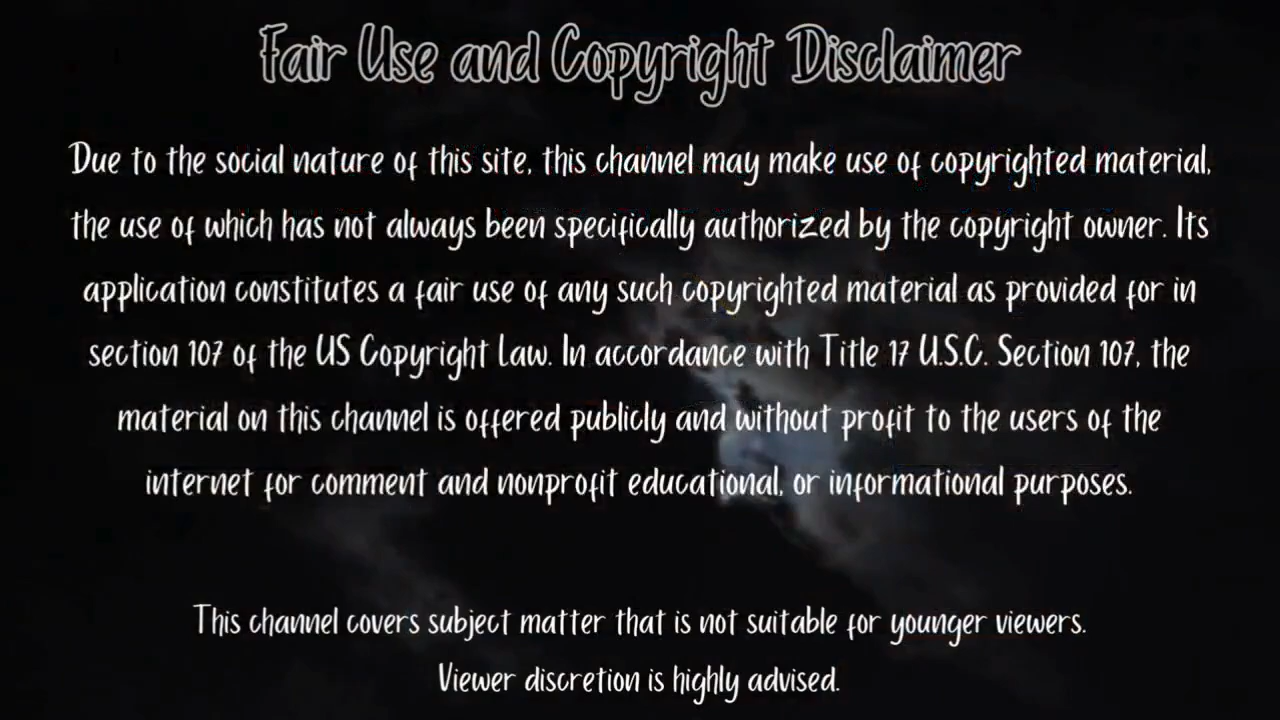 Fair Use and Copyright Disclaimer
Due to the social nature of this site, this channel may make use of copyrighted material,
the use of which has not always been specifically authorized by the copyright owner. Its
application constitutes a fair use of any such copyrighted material as provided for in
section 107 of the US Copyright Law. In accordance with Title 17 U.S.C. Section 107, the
material on this channel is offered publicly and without profit to the users of the
internet for comment and nonprofit educational, or informational purposes.
This channel covers subject matter that is not suitable for younger viewers.
Viewer discretion is highly advised.